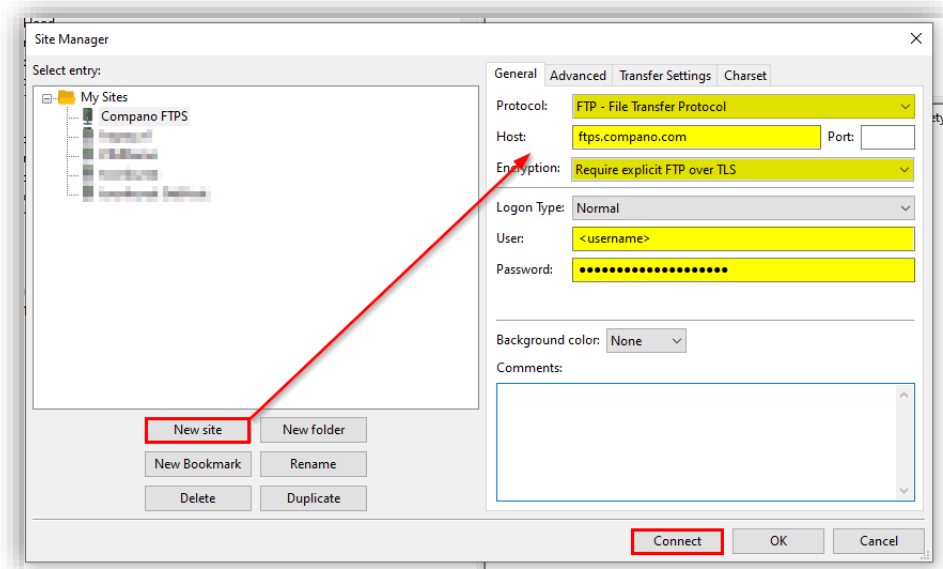 Site Manager
Select entry:
My Sites
Compano FTPS
New site
New folder
New Bookmark
Rename
Delete
Duplicate
General Advanced Transfer Settings Charset
Protocol: FTP - File Transfer Protocol
Host: ftps.compano.com Port:
Encryption: Require explicit FTP over TLS
Logon Type: Normal
User: <username>
Password: ●●●●●●●●●●●●●●●●●●●●
Background color: None
Comments:
Connect
OK
Cancel